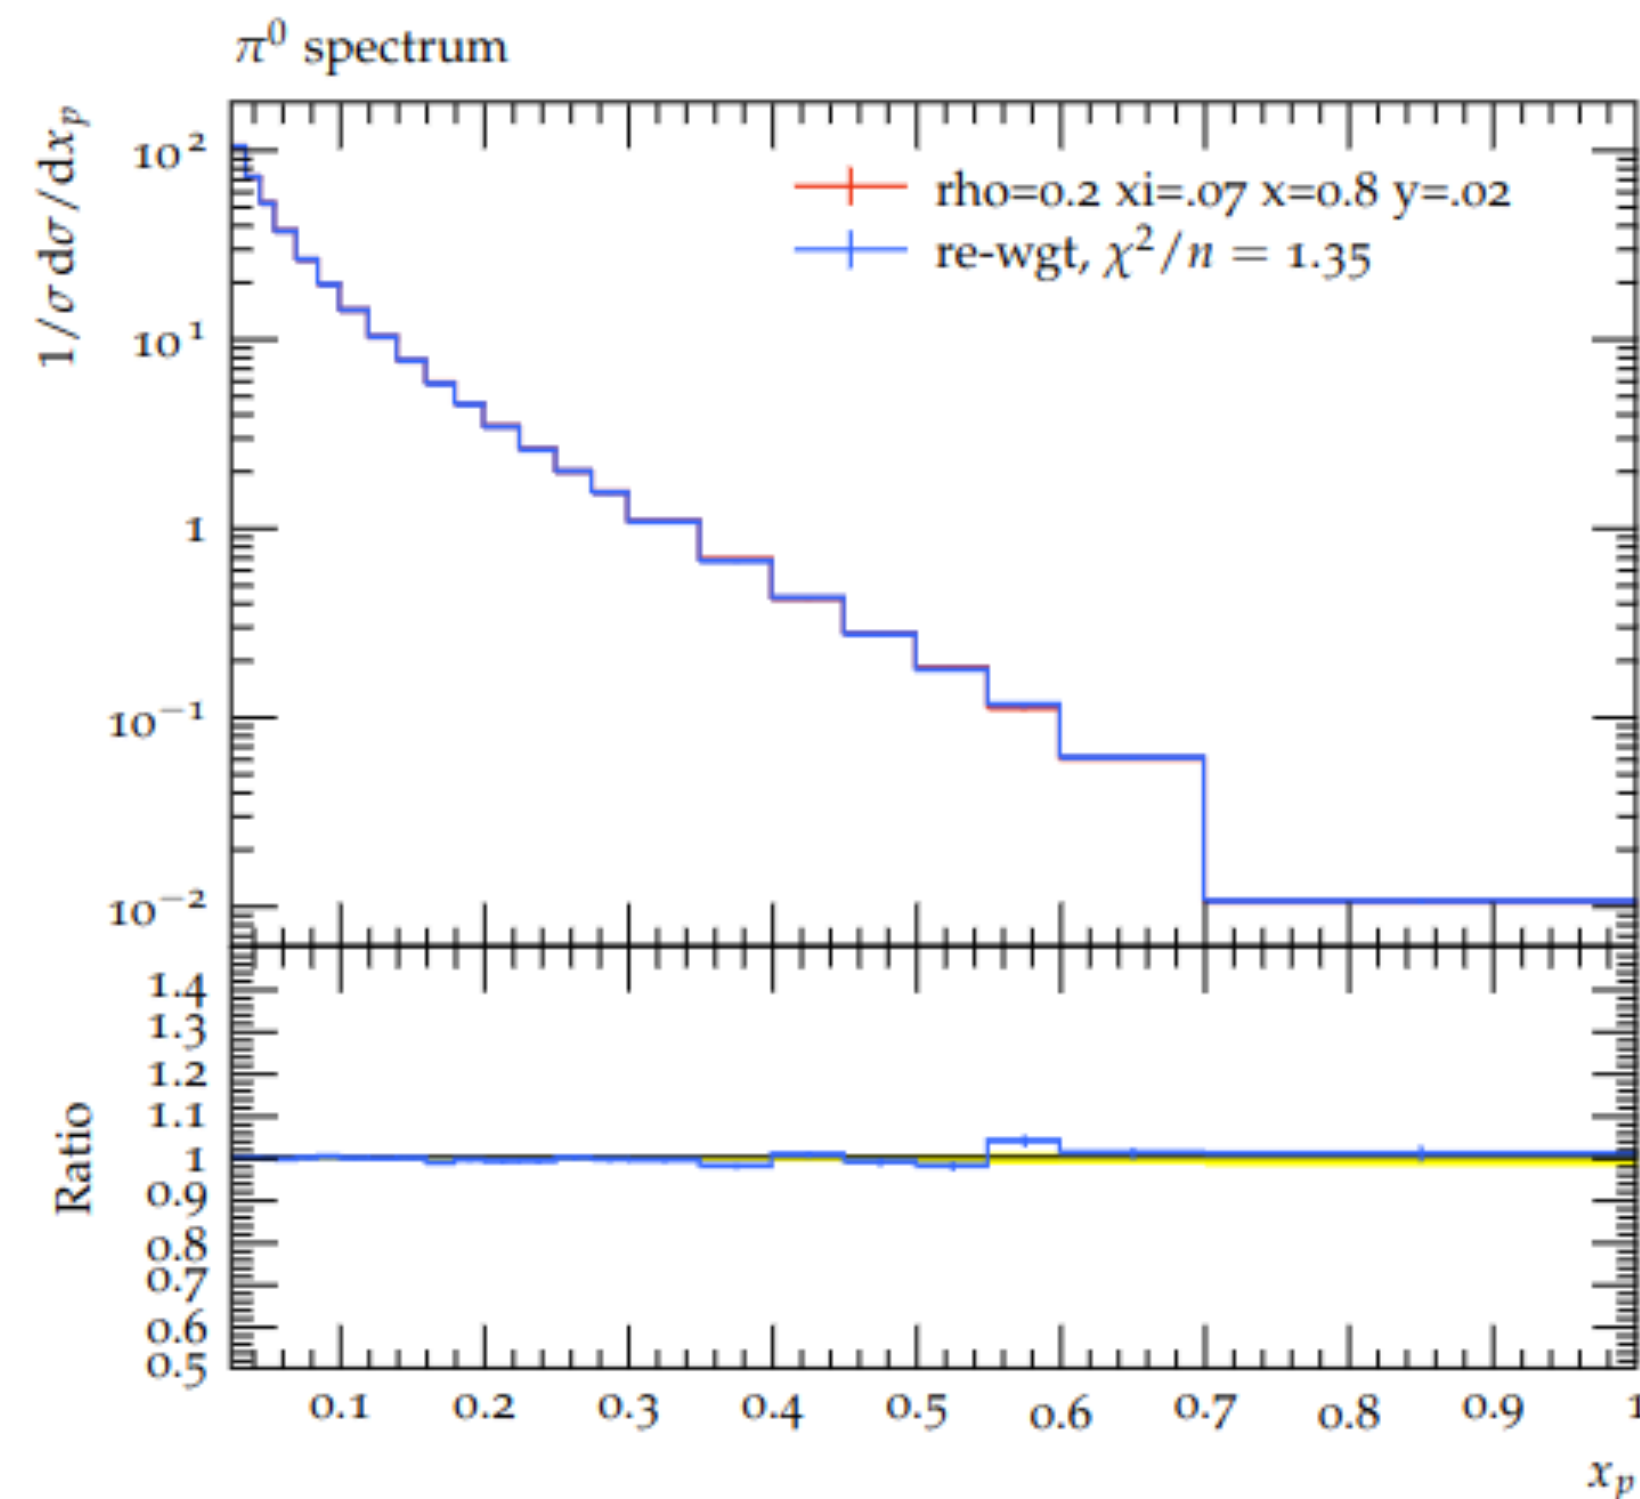 π⁰ spectrum
1/σ dσ/dxₚ
10²
10¹
1
10⁻¹
10⁻²
rho=0.2 xi=.07 x=0.8 y=.02
re-wgt, χ²/n = 1.35
Ratio
1.4
1.3
1.2
1.1
1
0.9
0.8
0.7
0.6
0.5
0.1 0.2 0.3 0.4 0.5 0.6 0.7 0.8 0.9 1
xₚ